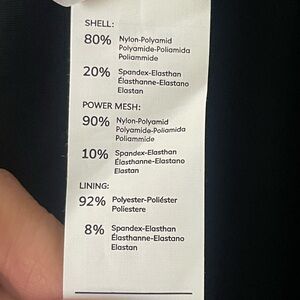 SHELL:
80% Nylon-Polyamid
Polyamide-Poliamida
Poliammide
20% Spandex-Elasthan
Élasthanne-Elastano
Elastan
POWER MESH:
90% Nylon-Polyamid
Polyamide-Poliamida
Poliammide
10% Spandex-Elasthan
Élasthanne-Elastano
Elastan
LINING:
92% Polyester-Poliéster
Poliestere
8% Spandex-Elasthan
Élasthanne-Elastano
Elastan